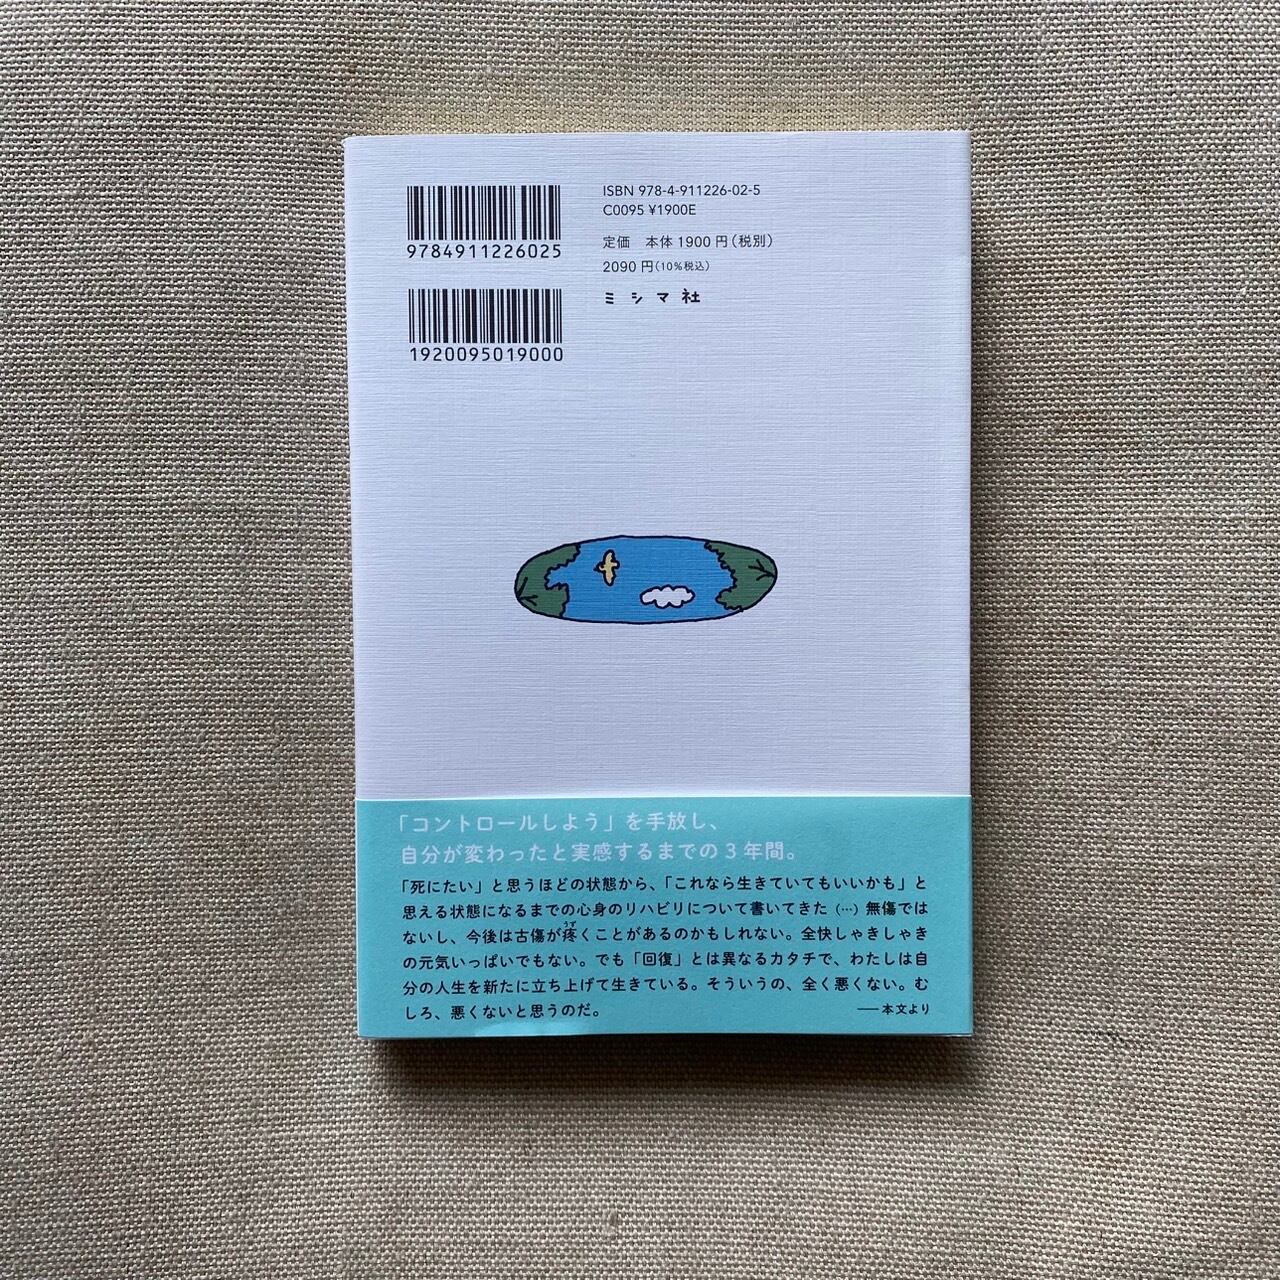 9784911226025
ISBN 978-4-911226-02-5
C0095 ¥1900E
定価　本体1900円（税別）
2090円（10%税込）
ミシマ社
1920095019000
「コントロールしよう」を手放し、
自分が変わったと実感するまでの3年間。
「死にたい」と思うほどの状態から、「これなら生きていてもいいかも」と
思える状態になるまでの心身のリハビリについて書いてきた（…）無傷では
うず
ないし、今後は古傷が疼くことがあるのかもしれない。全快しゃきしゃき
の元気いっぱいでもない。でも「回復」とは異なるカタチで、わたしは自
分の人生を新たに立ち上げて生きている。そういうの、全く悪くない。む
しろ、悪くないと思うのだ。
――本文より